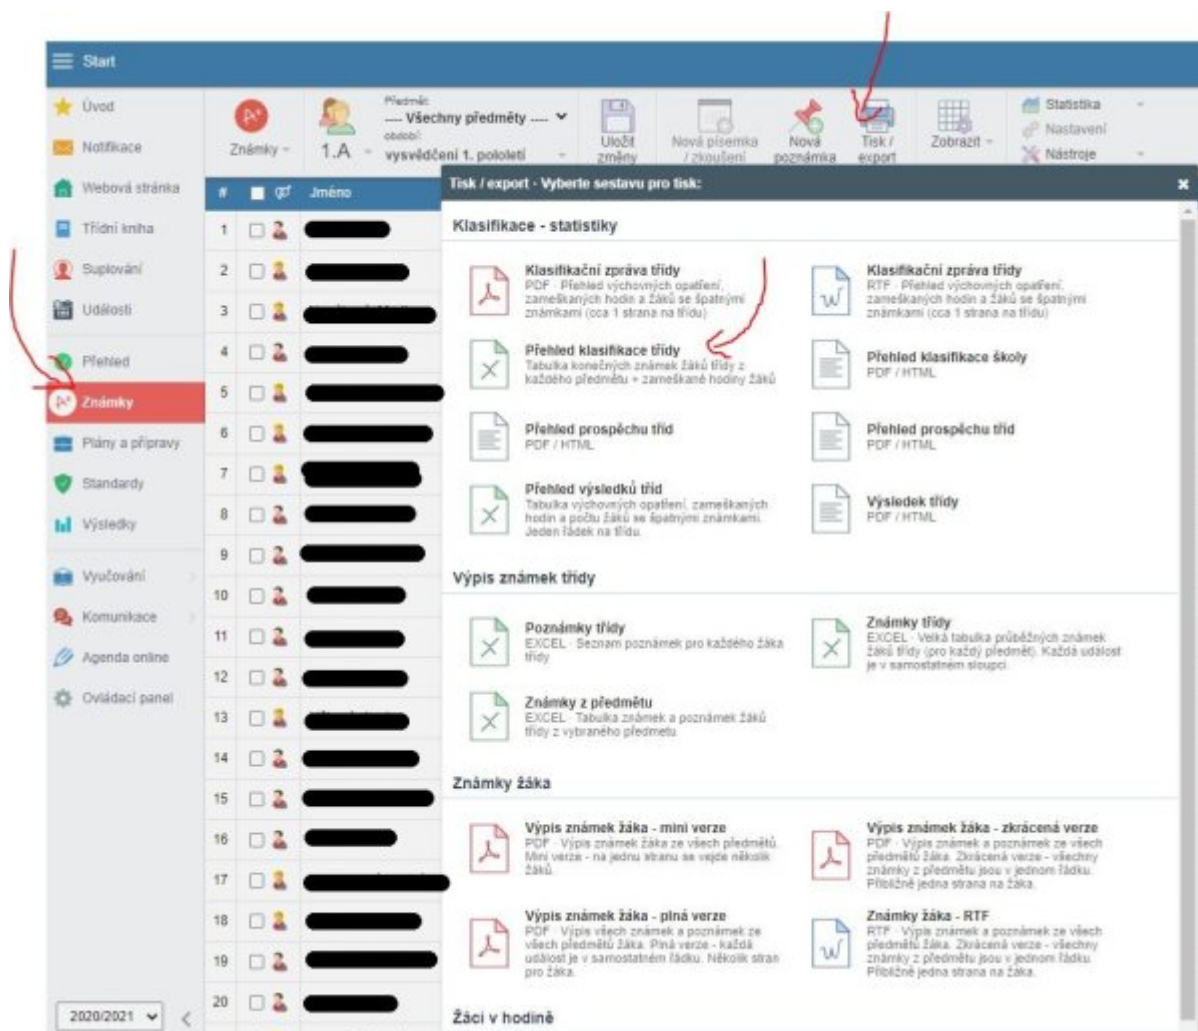 Start
Úvod
Notifikace
Webová stránka
Třídní kniha
Suplování
Události
Přehled
Známky
Plány a přípravy
Standardy
Výsledky
Vyučování
Komunikace
Agenda online
Ovládací panel
2020/2021
Známky
1.A
Předmět:
---- Všechny předměty ----
období:
vysvědčení 1. pololetí
Uložit
změny
Nová písemka
/ zkoušení
Nová
poznámka
Tisk /
export
Zobrazit
Statistika
Nastavení
Nástroje
# Jméno
1
2
3
4
5
6
7
8
9
10
11
12
13
14
15
16
17
18
19
20
Tisk / export - Vyberte sestavu pro tisk:
Klasifikace - statistiky
Klasifikační zpráva třídy
PDF · Přehled výchovných opatření,
zameškaných hodin a žáků se špatnými
známkami (cca 1 strana na třídu)
Klasifikační zpráva třídy
RTF · Přehled výchovných opatření,
zameškaných hodin a žáků se špatnými
známkami (cca 1 strana na třídu)
Přehled klasifikace třídy
Tabulka konečných známek žáků třídy z
každého předmětu + zameškané hodiny žáků
Přehled klasifikace školy
PDF / HTML
Přehled prospěchu tříd
PDF / HTML
Přehled prospěchu tříd
PDF / HTML
Přehled výsledků tříd
Tabulka výchovných opatření, zameškaných
hodin a počtu žáků se špatnými známkami.
Jeden řádek na třídu.
Výsledek třídy
PDF / HTML
Výpis známek třídy
Poznámky třídy
EXCEL · Seznam poznámek pro každého žáka
třídy
Známky třídy
EXCEL · Velká tabulka průběžných známek
žáků třídy (pro každý předmět). Každá událost
je v samostatném sloupci.
Známky z předmětu
EXCEL · Tabulka známek a poznámek žáků
třídy z vybraného předmetu
Známky žáka
Výpis známek žáka - mini verze
PDF · Výpis známek žáka ze všech předmětů.
Mini verze - na jednu stranu se vejde několik
žáků.
Výpis známek žáka - zkrácená verze
PDF · Výpis známek a poznámek ze všech
předmětů žáka. Zkrácená verze - všechny
známky z předmětu jsou v jednom řádku.
Přibližně jedna strana na žáka.
Výpis známek žáka - plná verze
PDF · Výpis všech známek a poznámek ze
všech předmětů žáka. Plná verze - každá
událost je v samostatném řádku. Několik stran
pro žáka.
Známky žáka - RTF
RTF · Výpis známek a poznámek ze všech
předmětů žáka. Zkrácená verze - všechny
známky z předmětu jsou v jednom řádku.
Přibližně jedna strana na žáka.
Žáci v hodině